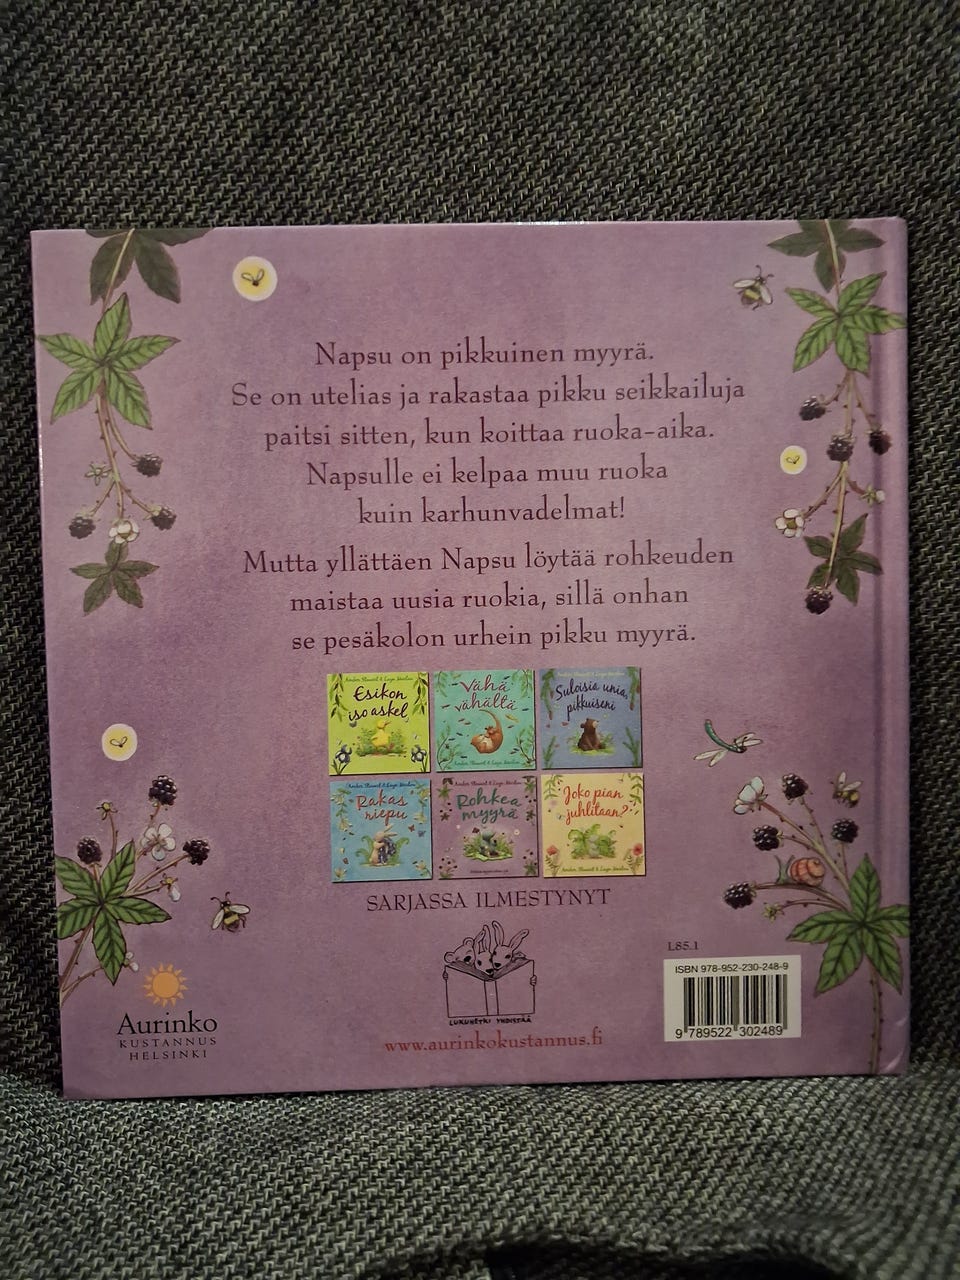 Napsu on pikkuinen myyrä.
Se on utelias ja rakastaa pikku seikkailuja
paitsi sitten, kun koittaa ruoka-aika.
Napsulle ei kelpaa muu ruoka
kuin karhunvadelmat!
Mutta yllättäen Napsu löytää rohkeuden
maistaa uusia ruokia, sillä onhan
se pesäkolon urhein pikku myyrä.
Esikon
iso askel
Vähä
vähältä
Suloisia unia,
pikkuiseni
Rakas
riepu
Rohkea
myyrä
Joko pian
juhlitaan?
SARJASSA ILMESTYNYT
LUKUHETKI YHDISTÄÄ
www.aurinkokustannus.fi
Aurinko
KUSTANNUS
HELSINKI
L85.1
ISBN 978-952-230-248-9
9 789522 302489